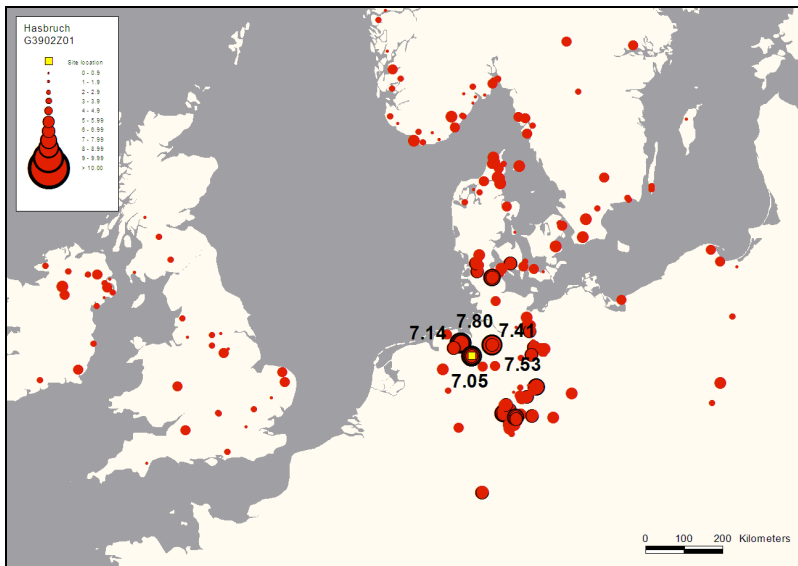 Hasbruch
G3902Z01
Site location
0 - 0.9
1 - 1.9
2 - 2.9
3 - 3.9
4 - 4.9
5 - 5.99
6 - 6.99
7 - 7.99
8 - 8.99
9 - 9.99
> 10.00
7.80
7.14
7.41
7.53
7.05
0 100 200 Kilometers